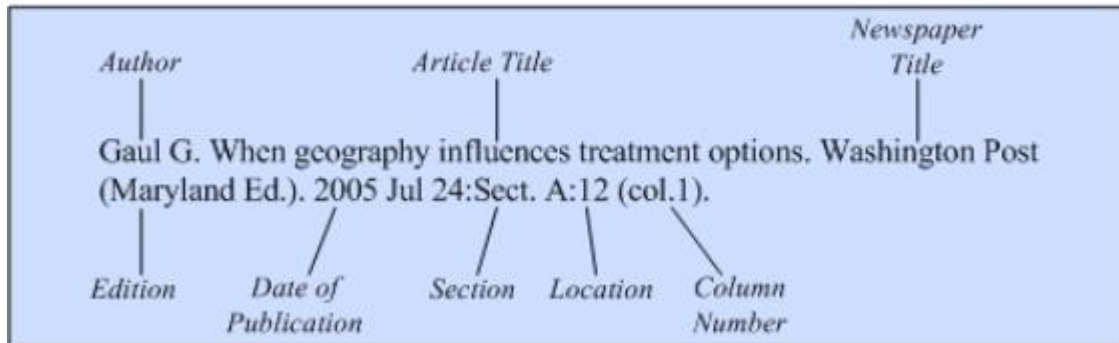 Newspaper
Author Article Title Title
Gaul G. When geography influences treatment options. Washington Post
(Maryland Ed.). 2005 Jul 24:Sect. A:12 (col.1).
Edition Date of Section Location Column
Publication Number